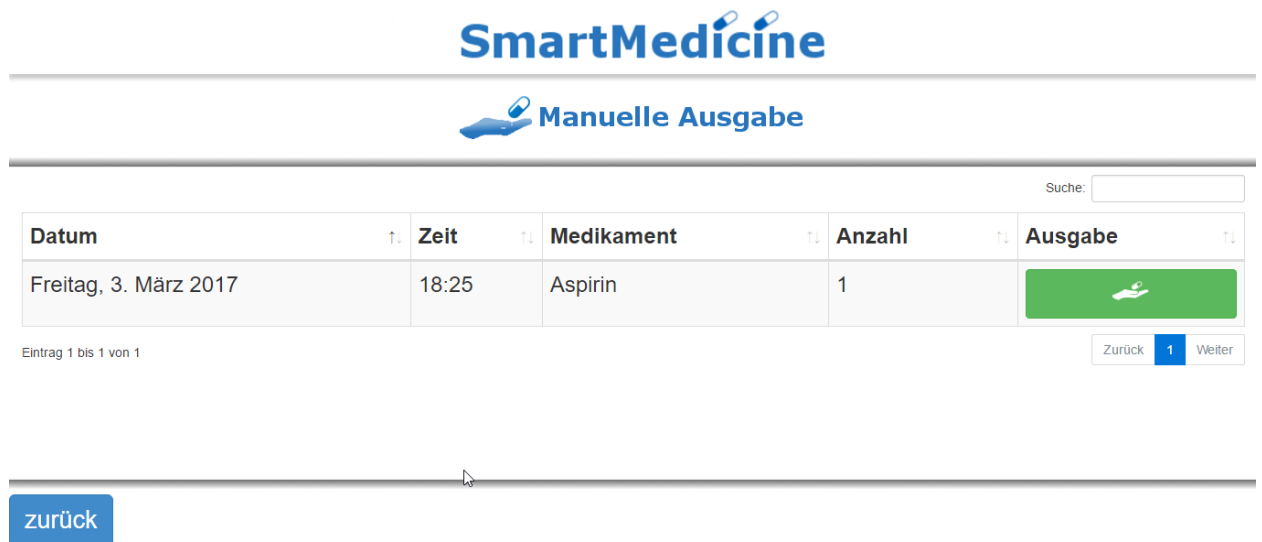 SmartMedicine
Manuelle Ausgabe
Suche:
Datum Zeit Medikament Anzahl Ausgabe
Freitag, 3. März 2017 18:25 Aspirin 1
Eintrag 1 bis 1 von 1 Zurück 1 Weiter
zurück